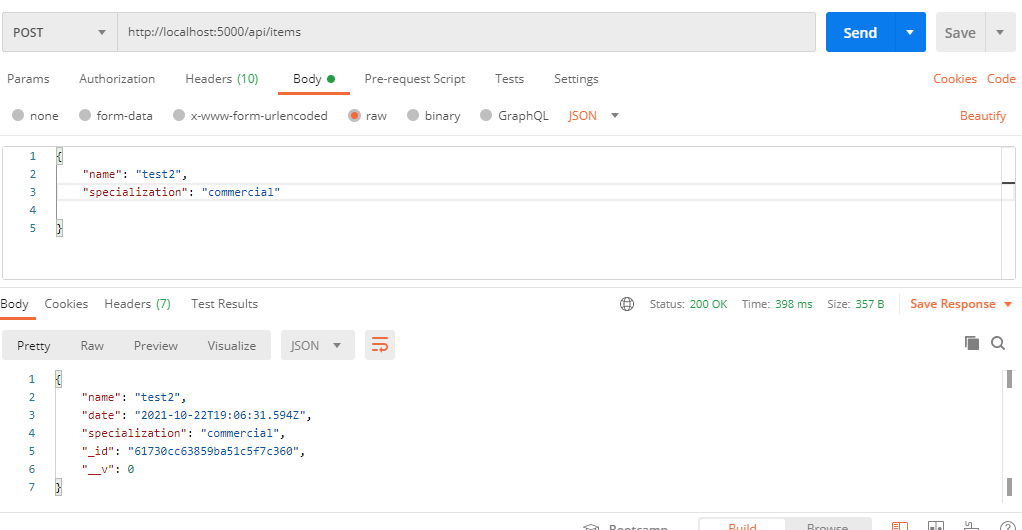 POST http://localhost:5000/api/items Send Save
Params Authorization Headers (10) Body Pre-request Script Tests Settings Cookies Code
none form-data x-www-form-urlencoded raw binary GraphQL JSON Beautify
1 {
2 "name": "test2",
3 "specialization": "commercial"
4
5 }
Body Cookies Headers (7) Test Results Status: 200 OK Time: 398 ms Size: 357 B Save Response
Pretty Raw Preview Visualize JSON
1 {
2 "name": "test2",
3 "date": "2021-10-22T19:06:31.594Z",
4 "specialization": "commercial",
5 "_id": "61730cc63859ba51c5f7c360",
6 "__v": 0
7 }
Bootcamp Build Browse